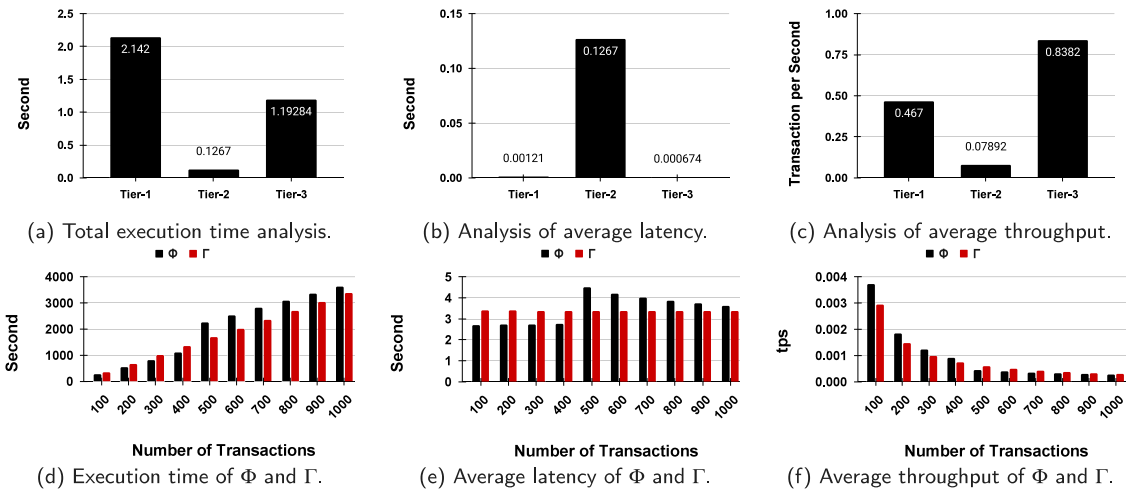 2.5
2.0
1.5
1.0
0.5
0.0
Second
2.142
0.1267
1.19284
Tier-1 Tier-2 Tier-3
(a) Total execution time analysis.
0.15
0.10
0.05
0.00
Second
0.00121
0.1267
0.000674
Tier-1 Tier-2 Tier-3
(b) Analysis of average latency.
1.00
0.75
0.50
0.25
0.00
Transaction per Second
0.467
0.07892
0.8382
Tier-1 Tier-2 Tier-3
(c) Analysis of average throughput.
Φ Γ
4000
3000
2000
1000
0
Second
100 200 300 400 500 600 700 800 900 1000
Number of Transactions
(d) Execution time of Φ and Γ.
Φ Γ
5
4
3
2
1
0
Second
100 200 300 400 500 600 700 800 900 1000
Number of Transactions
(e) Average latency of Φ and Γ.
Φ Γ
0.004
0.003
0.002
0.001
0.000
tps
100 200 300 400 500 600 700 800 900 1000
Number of Transactions
(f) Average throughput of Φ and Γ.